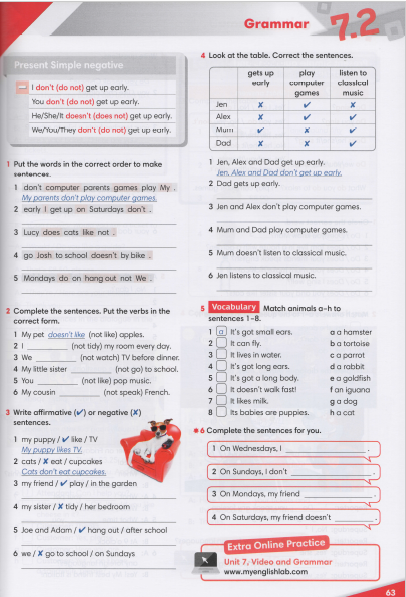 Grammar 7.2
Present Simple negative
I don't (do not) get up early.
You don't (do not) get up early.
He/She/It doesn't (does not) get up early.
We/You/They don't (do not) get up early.
1 Put the words in the correct order to make
sentences.
1 don't computer parents games play My .
My parents don't play computer games.
2 early I get up on Saturdays don't .
3 Lucy does cats like not .
4 go Josh to school doesn't by bike .
5 Mondays do on hang out not We .
2 Complete the sentences. Put the verbs in the
correct form.
1 My pet doesn't like (not like) apples.
2 I (not tidy) my room every day.
3 We (not watch) TV before dinner.
4 My little sister (not go) to school.
5 You (not like) pop music.
6 My cousin (not speak) French.
3 Write affirmative (✔) or negative (✘)
sentences.
1 my puppy / ✔ like / TV
My puppy likes TV.
2 cats / ✘ eat / cupcakes
Cats don't eat cupcakes.
3 my friend / ✔ play / in the garden
4 my sister / ✘ tidy / her bedroom
5 Joe and Adam / ✔ hang out / after school
6 we / ✘ go to school / on Sundays
4 Look at the table. Correct the sentences.
gets up early play computer games listen to classical music
Jen ✘ ✔ ✘
Alex ✘ ✔ ✔
Mum ✔ ✘ ✔
Dad ✘ ✘ ✔
1 Jen, Alex and Dad get up early.
Jen, Alex and Dad don't get up early.
2 Dad gets up early.
3 Jen and Alex don't play computer games.
4 Mum and Dad play computer games.
5 Mum doesn't listen to classical music.
6 Jen listens to classical music.
5 Vocabulary Match animals a–h to
sentences 1–8.
1 a It's got small ears. a a hamster
2 It can fly. b a tortoise
3 It lives in water. c a parrot
4 It's got long ears. d a rabbit
5 It's got a long body. e a goldfish
6 It doesn't walk fast! f an iguana
7 It likes milk. g a dog
8 Its babies are puppies. h a cat
*6 Complete the sentences for you.
1 On Wednesdays, I .
2 On Sundays, I don't .
3 On Mondays, my friend .
4 On Saturdays, my friend doesn't .
Extra Online Practice
Unit 7, Video and Grammar
www.myenglishlab.com
63